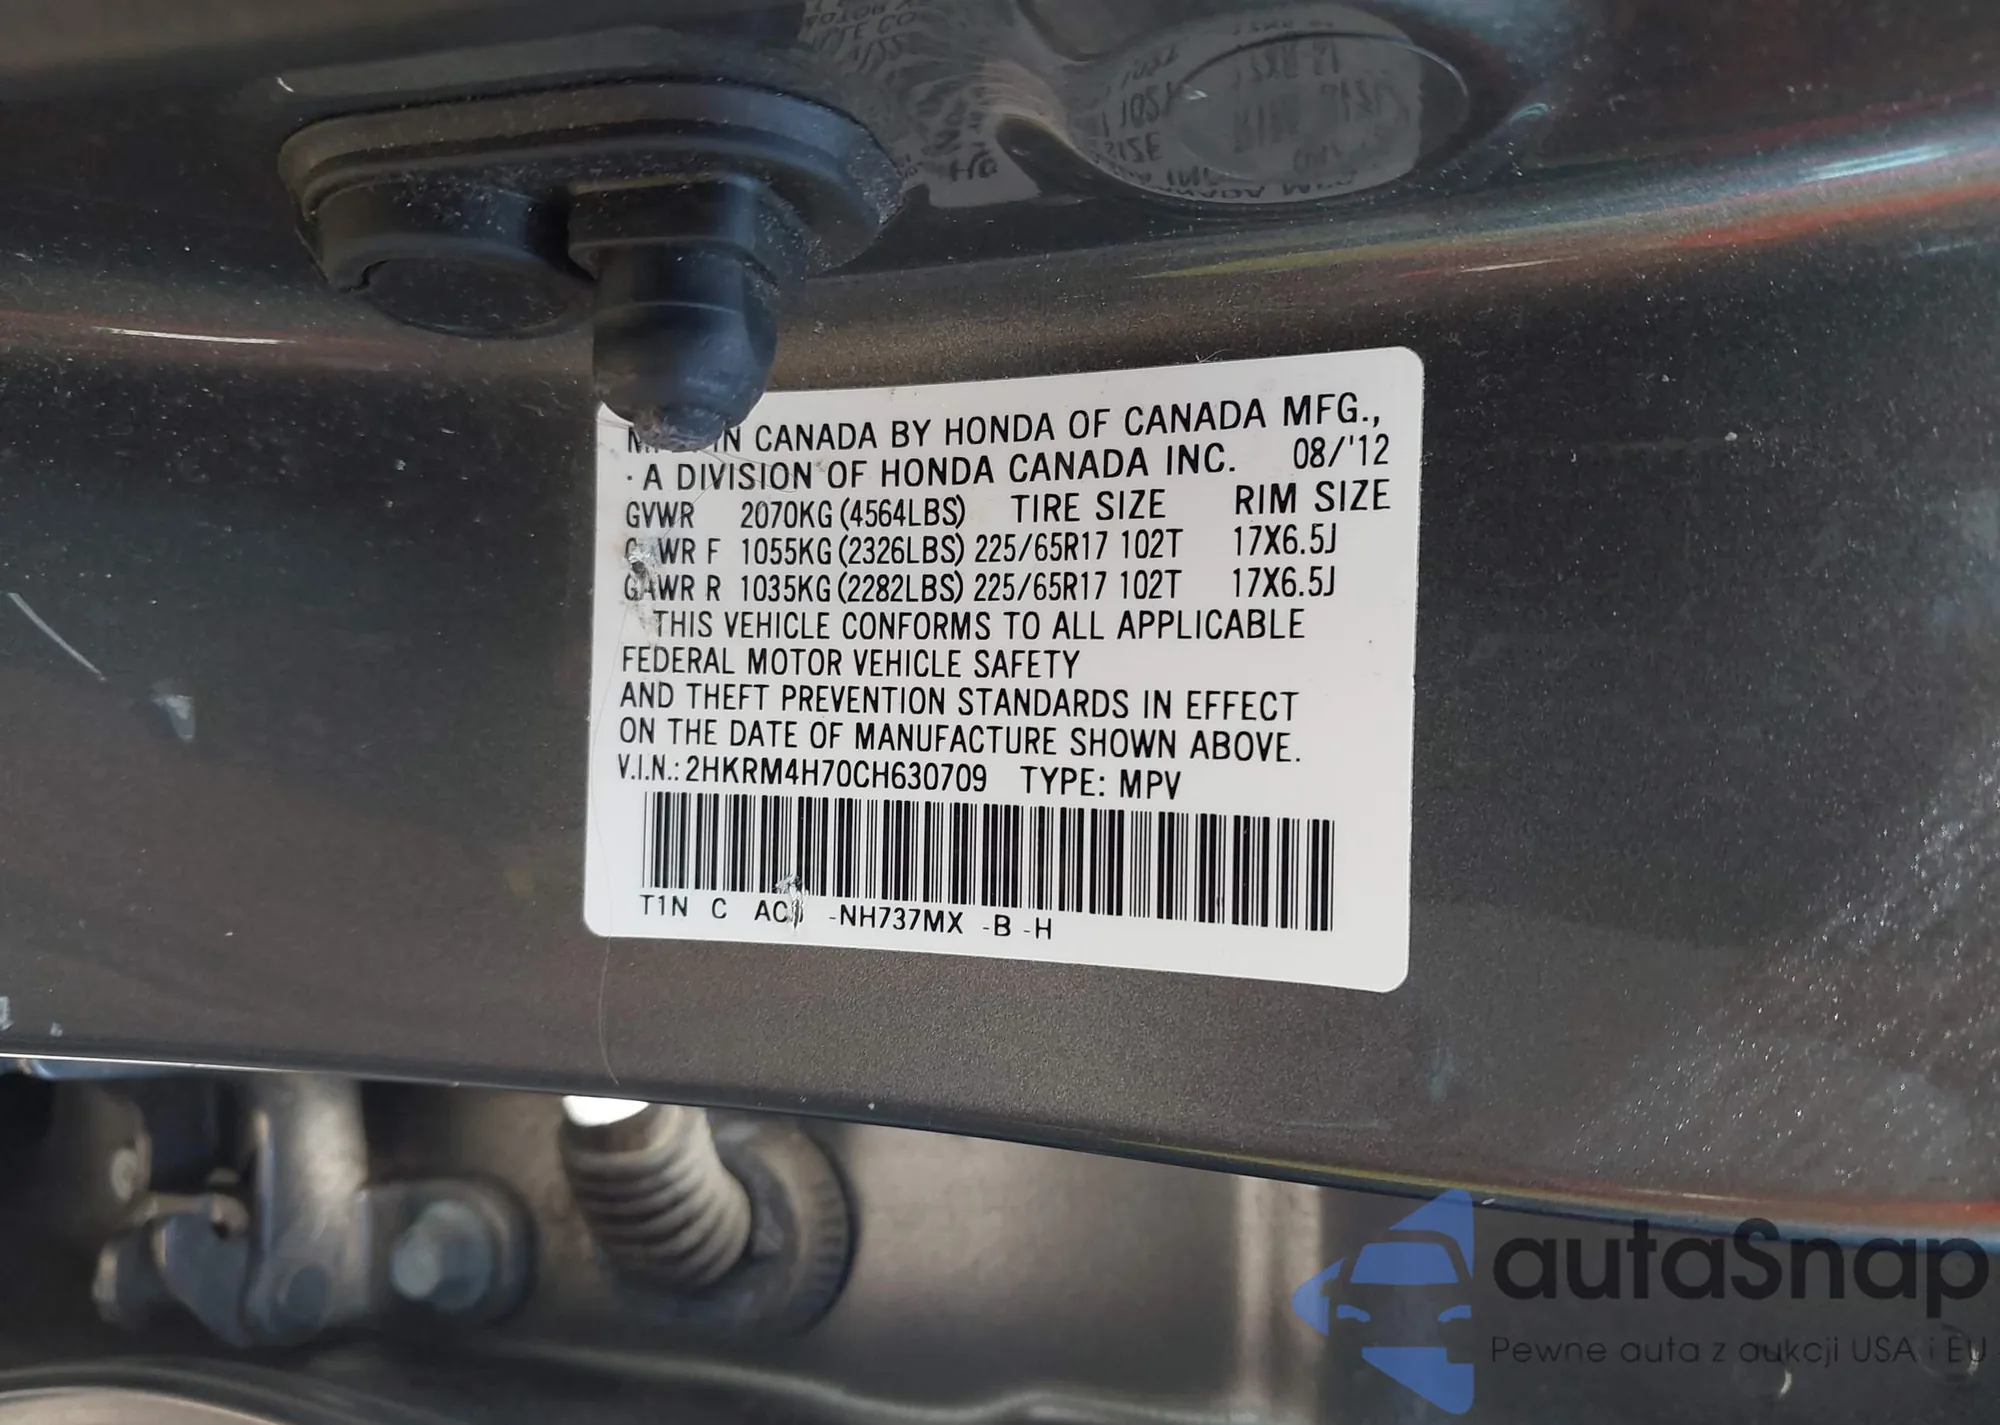 IN CANADA BY HONDA OF CANADA MFG.,
A DIVISION OF HONDA CANADA INC. 08/'12
GVWR 2070KG (4564LBS) TIRE SIZE RIM SIZE
GAWR F 1055KG (2326LBS) 225/65R17 102T 17X6.5J
GAWR R 1035KG (2282LBS) 225/65R17 102T 17X6.5J
THIS VEHICLE CONFORMS TO ALL APPLICABLE
FEDERAL MOTOR VEHICLE SAFETY
AND THEFT PREVENTION STANDARDS IN EFFECT
ON THE DATE OF MANUFACTURE SHOWN ABOVE.
V.I.N.: 2HKRM4H70CH630709 TYPE: MPV
T1N C -NH737MX -B -H
autaSnap
Pewne auta z aukcji USA i EU